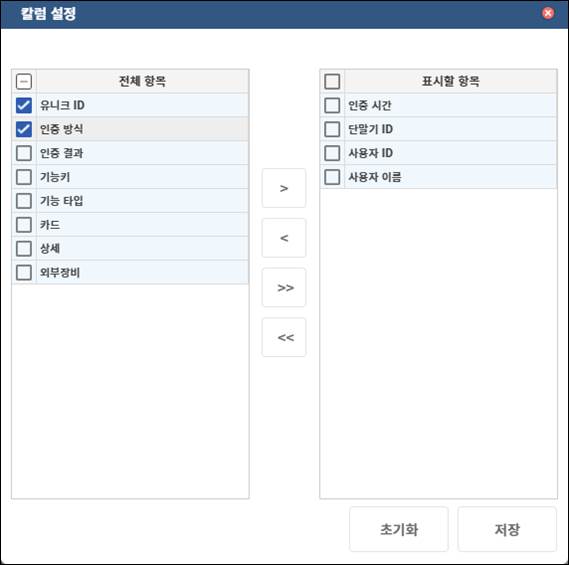 칼럼 설정
전체 항목
유니크 ID
인증 방식
인증 결과
기능키
기능 타입
카드
상세
외부장비
>
<
>>
<<
표시할 항목
인증 시간
단말기 ID
사용자 ID
사용자 이름
초기화
저장